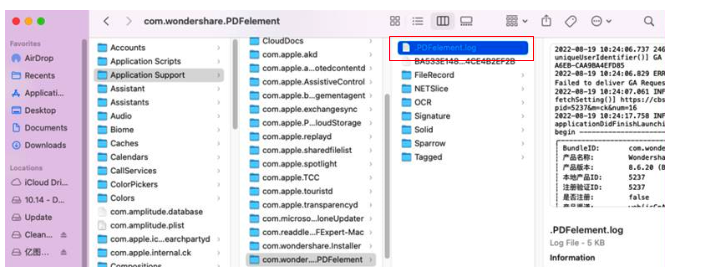 com.wondershare.PDFelement
Favorites
AirDrop
Recents
Applicati...
Desktop
Documents
Downloads
Locations
iCloud Dri...
10.14 - D...
Update
Clean...
亿图...
Accounts
Application Scripts
Application Support
Assistant
Assistants
Audio
Biome
Caches
Calendars
CallServices
ColorPickers
Colors
com.amplitude.database
com.amplitude.plist
com.apple.ic...earchpartyd
com.apple.internal.ck
Compositions
CloudDocs
com.apple.akd
com.apple.a...otedcontentd
com.apple.AssistiveControl
com.apple.b...gementagent
com.apple.exchangesync
com.apple.P...loudStorage
com.apple.replayd
com.apple.sharedfilelist
com.apple.spotlight
com.apple.TCC
com.apple.touristd
com.apple.transparencyd
com.microso...loneUpdater
com.readdle...FExpert-Mac
com.wondershare.Installer
com.wonder....PDFelement
.PDFelement.log
BA533E148...4CE4B2EF2B
FileRecord
NETSlice
OCR
Signature
Solid
Sparrow
Tagged
2022-08-19 10:24:06.737 246
uniqueUserIdentifier()] GA
A6EB-CAA9BA4EFD85
2022-08-19 10:24:06.829 ERR
Failed to deliver GA Reques
2022-08-19 10:24:07.061 INF
fetchSetting()] https://cbs
pid=5237&m=ck&num=16
2022-08-19 10:24:17.758 INF
applicationDidFinishLaunchi
begin
BundleID: com.wonde
产品名称: Wondersha
产品版本: 8.6.20 (B
本地产品ID: 5237
注册验证ID: 5237
是否注册: false
.PDFelement.log
Log File - 5 KB
Information